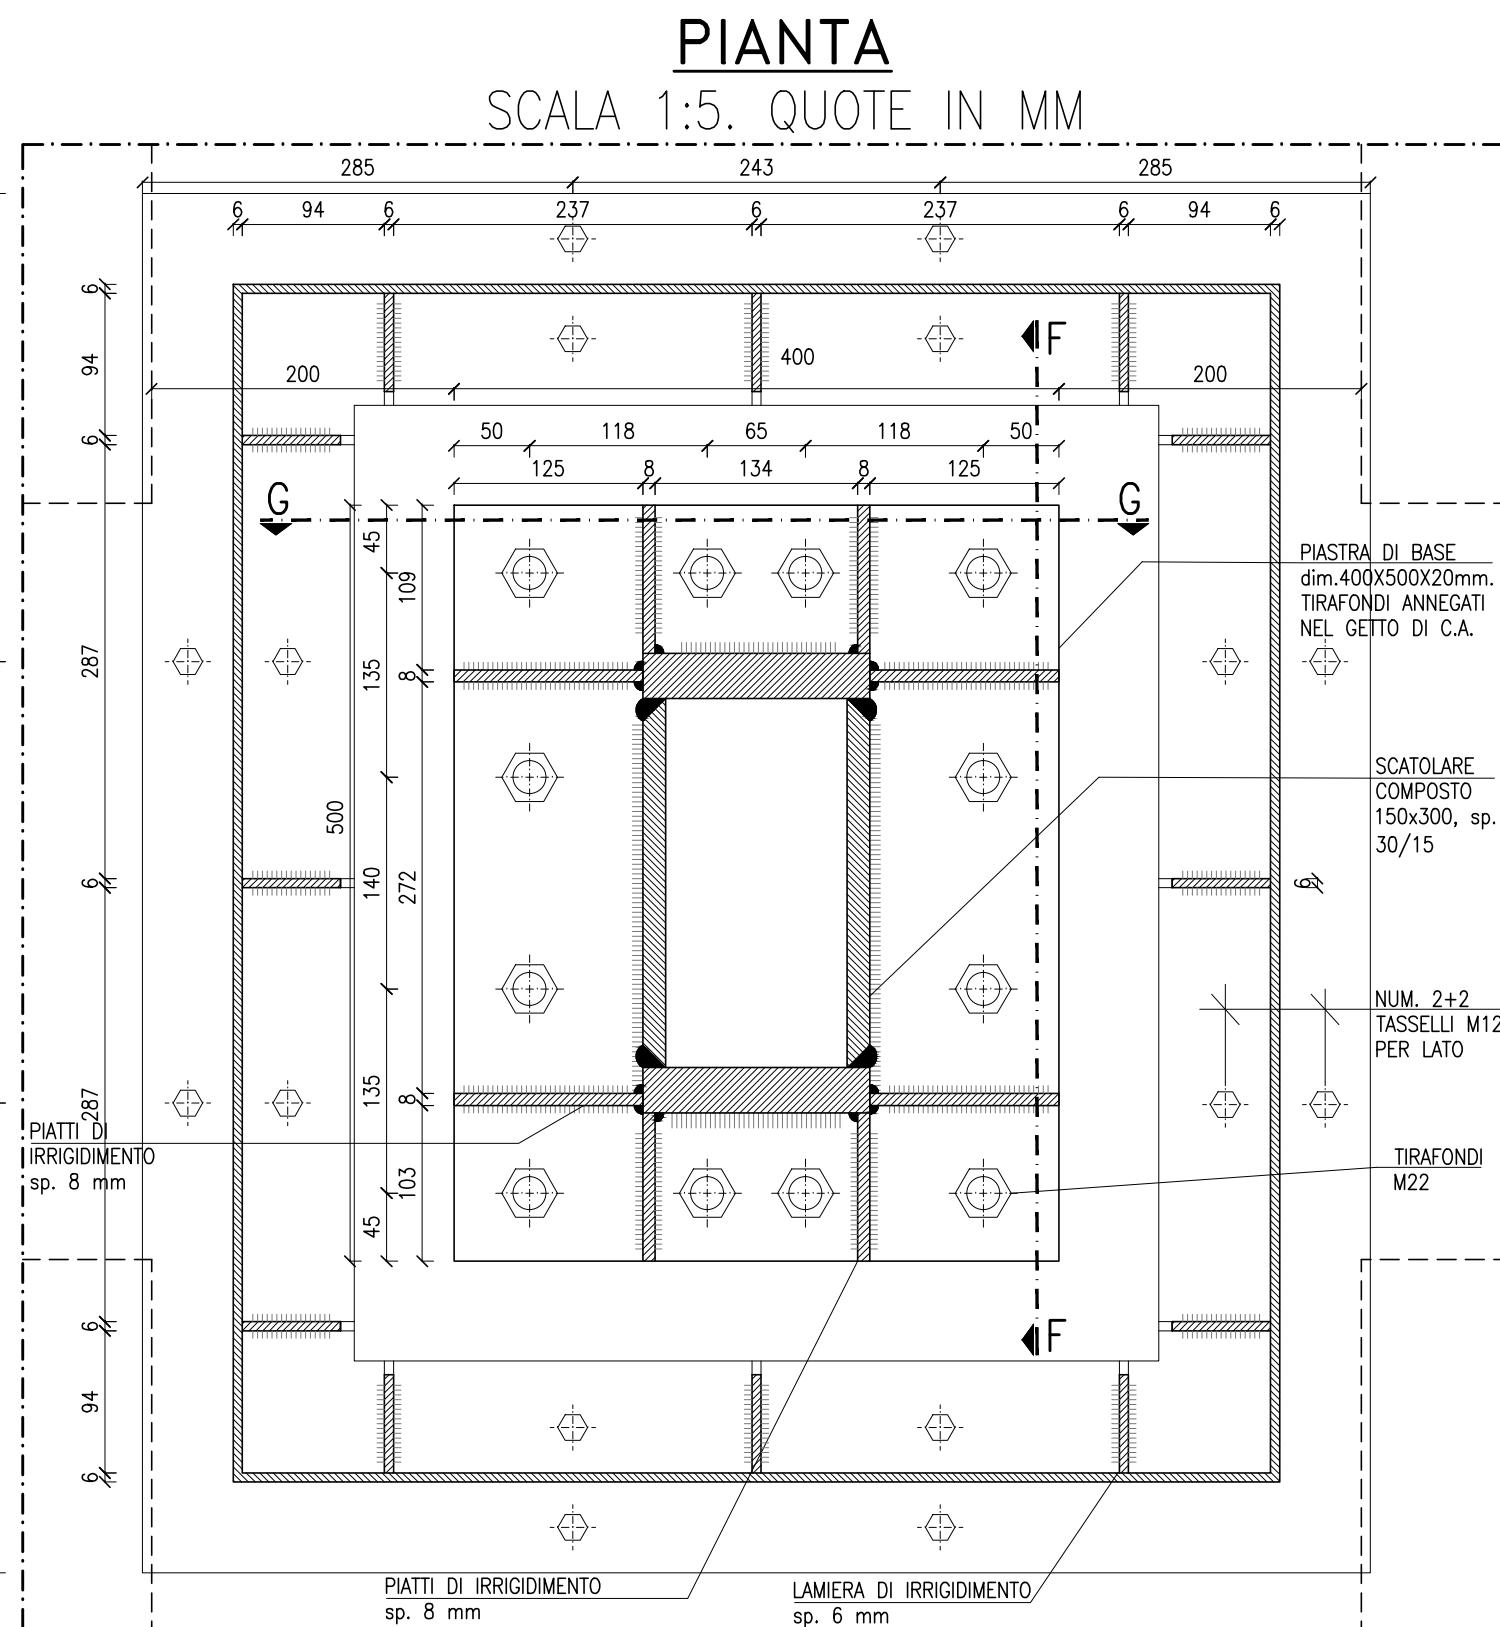 PIANTA
SCALA 1:5. QUOTE IN MM
285 243 285
6 94 6 237 6 237 6 94 6
6
94
6
287
6
287
6
94
6
F
200 400 200
50 118 65 118 50
125 8 134 8 125
G G
45
135
140
135
45
109
8
272
8
103
500
PIASTRA DI BASE
dim.400X500X20mm.
TIRAFONDI ANNEGATI
NEL GETTO DI C.A.
SCATOLARE
COMPOSTO
150x300, sp.
30/15
6
NUM. 2+2
TASSELLI M12
PER LATO
PIATTI DI
IRRIGIDIMENTO
sp. 8 mm
TIRAFONDI
M22
F
PIATTI DI IRRIGIDIMENTO
sp. 8 mm
LAMIERA DI IRRIGIDIMENTO
sp. 6 mm